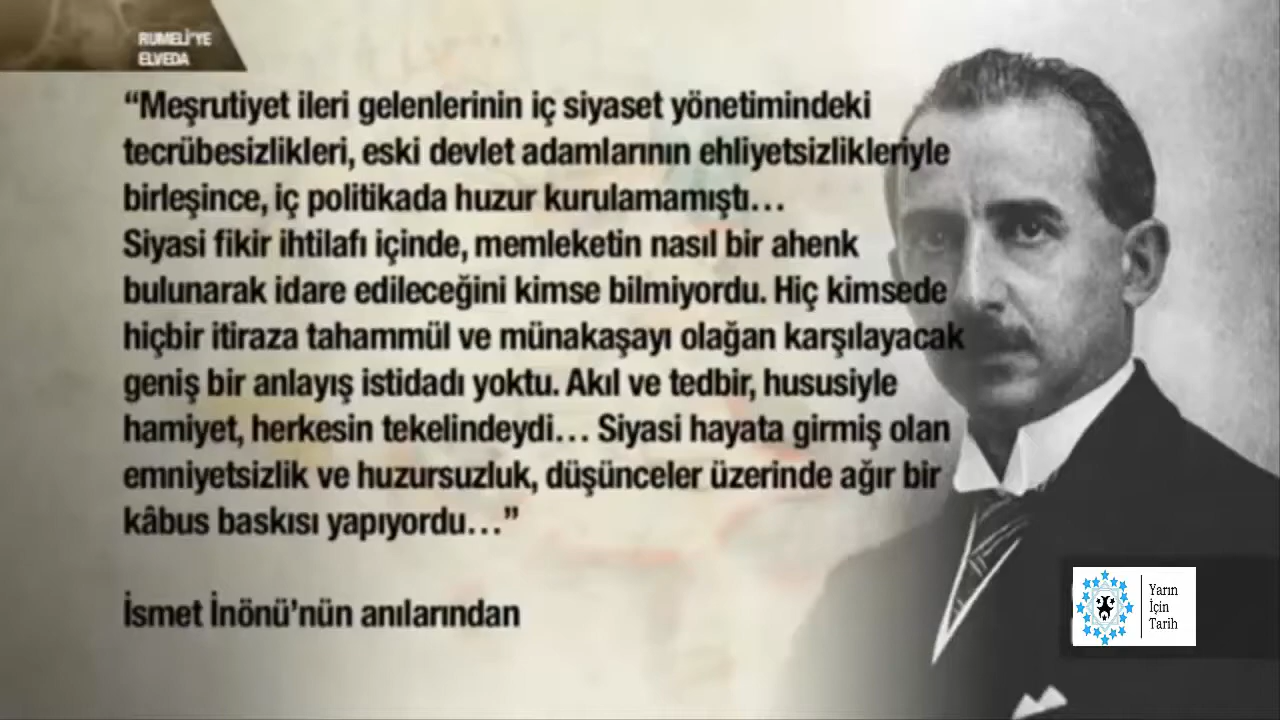 RUMELİ'YE
ELVEDA
“Meşrutiyet ileri gelenlerinin iç siyaset yönetimindeki
tecrübesizlikleri, eski devlet adamlarının ehliyetsizlikleriyle
birleşince, iç politikada huzur kurulamamıştı…
Siyasi fikir ihtilafı içinde, memleketin nasıl bir ahenk
bulunarak idare edileceğini kimse bilmiyordu. Hiç kimsede
hiçbir itiraza tahammül ve münakaşayı olağan karşılayacak
geniş bir anlayış istidadı yoktu. Akıl ve tedbir, hususiyle
hamiyet, herkesin tekelindeydi… Siyasi hayata girmiş olan
emniyetsizlik ve huzursuzluk, düşünceler üzerinde ağır bir
kâbus baskısı yapıyordu…”
İsmet İnönü’nün anılarından
Yarın
İçin
Tarih